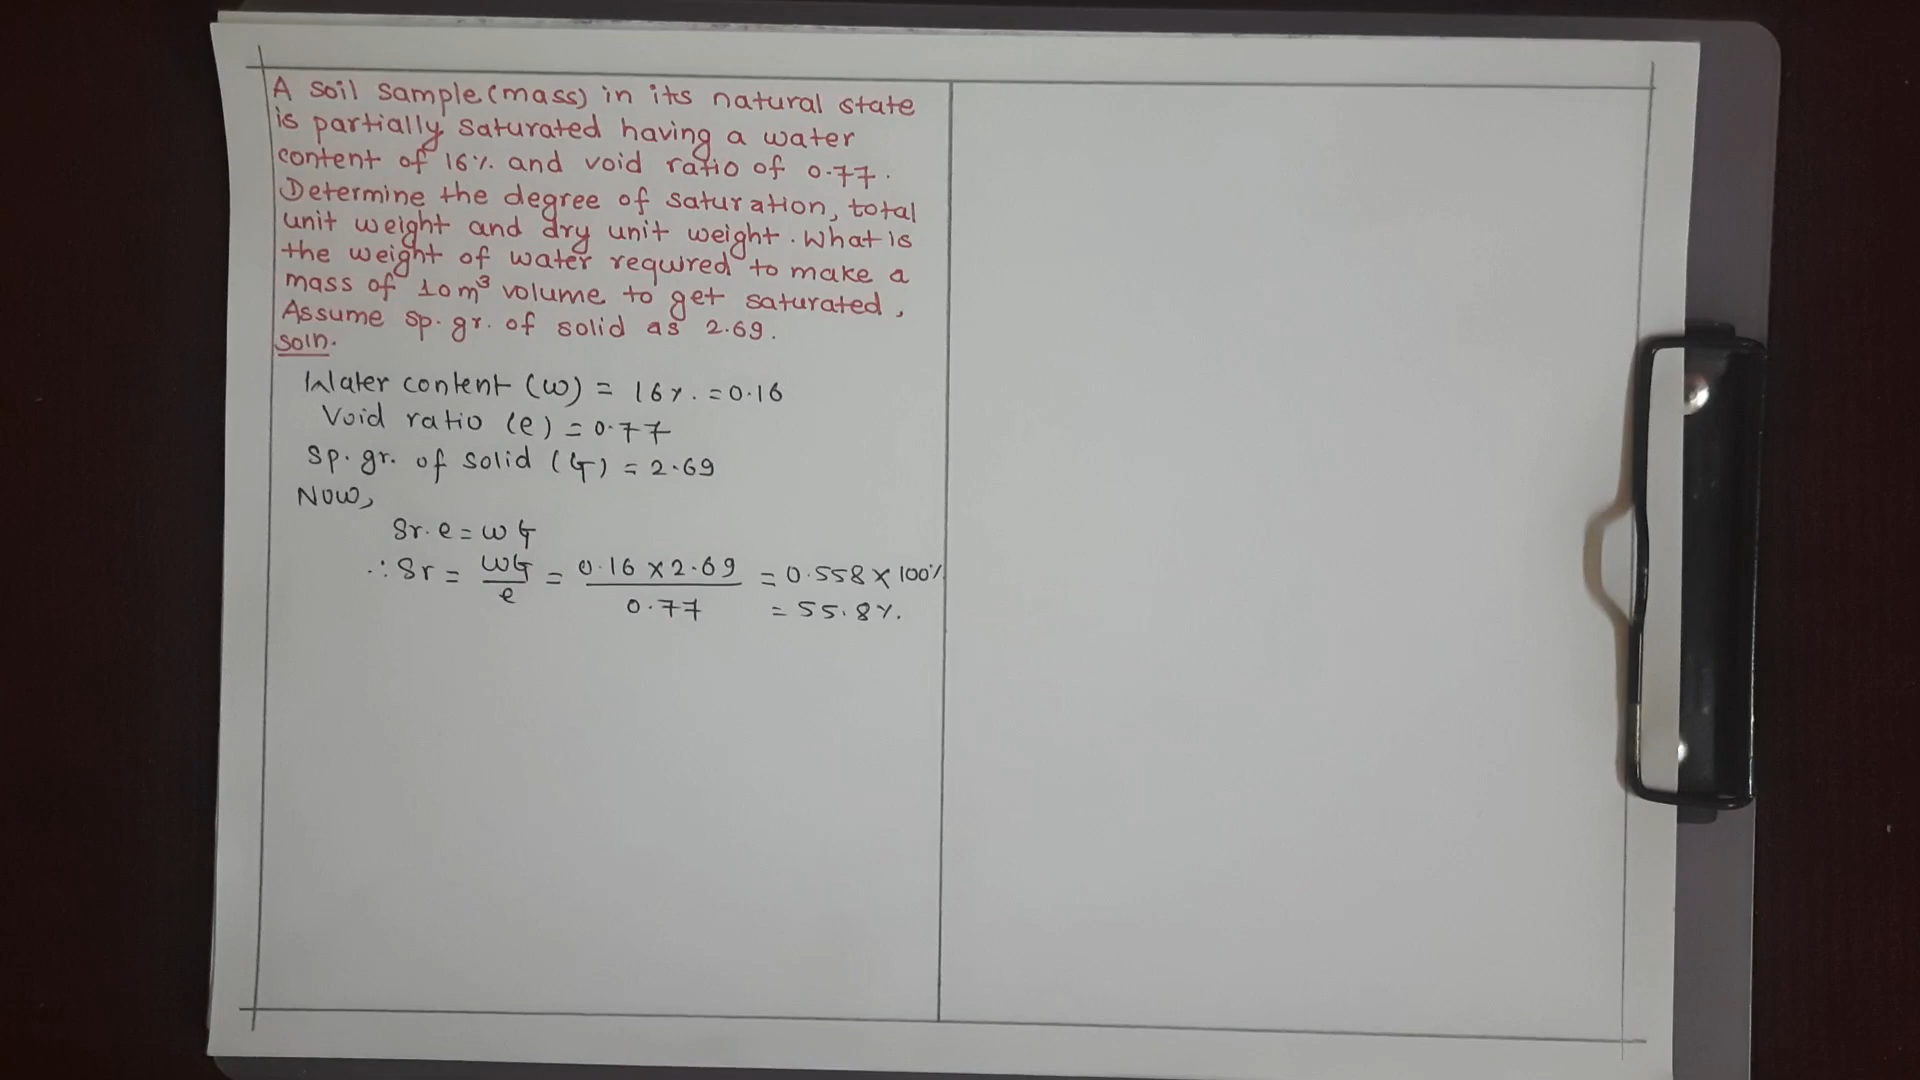 A soil sample (mass) in its natural state
is partially saturated having a water
content of 16% and void ratio of 0.77.
Determine the degree of saturation, total
unit weight and dry unit weight. What is
the weight of water required to make a
mass of 10m³ volume to get saturated,
Assume sp. gr. of solid as 2.69.
Soln.
Water content (w) = 16% = 0.16
Void ratio (e) = 0.77
Sp. gr. of solid (G) = 2.69
Now,
Sr. e = w G
∴ Sr = wG/e = 0.16 × 2.69/0.77 = 0.558 × 100%
= 55.8%.